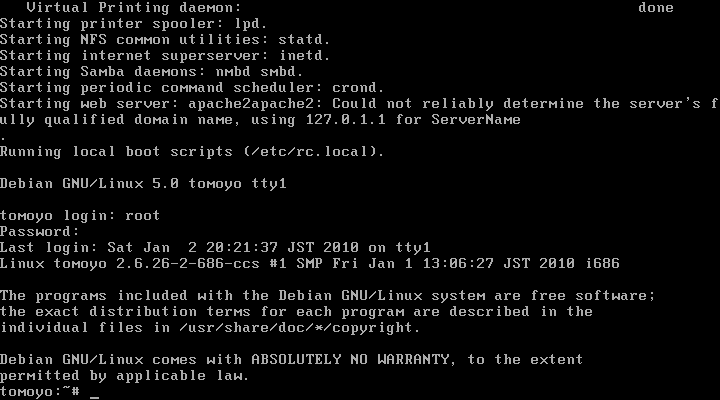 Virtual Printing daemon: done
Starting printer spooler: lpd.
Starting NFS common utilities: statd.
Starting internet superserver: inetd.
Starting Samba daemons: nmbd smbd.
Starting periodic command scheduler: crond.
Starting web server: apache2apache2: Could not reliably determine the server's f
ully qualified domain name, using 127.0.1.1 for ServerName
.
Running local boot scripts (/etc/rc.local).
Debian GNU/Linux 5.0 tomoyo tty1
tomoyo login: root
Password:
Last login: Sat Jan  2 20:21:37 JST 2010 on tty1
Linux tomoyo 2.6.26-2-686-ccs #1 SMP Fri Jan 1 13:06:27 JST 2010 i686
The programs included with the Debian GNU/Linux system are free software;
the exact distribution terms for each program are described in the
individual files in /usr/share/doc/*/copyright.
Debian GNU/Linux comes with ABSOLUTELY NO WARRANTY, to the extent
permitted by applicable law.
tomoyo:~# _